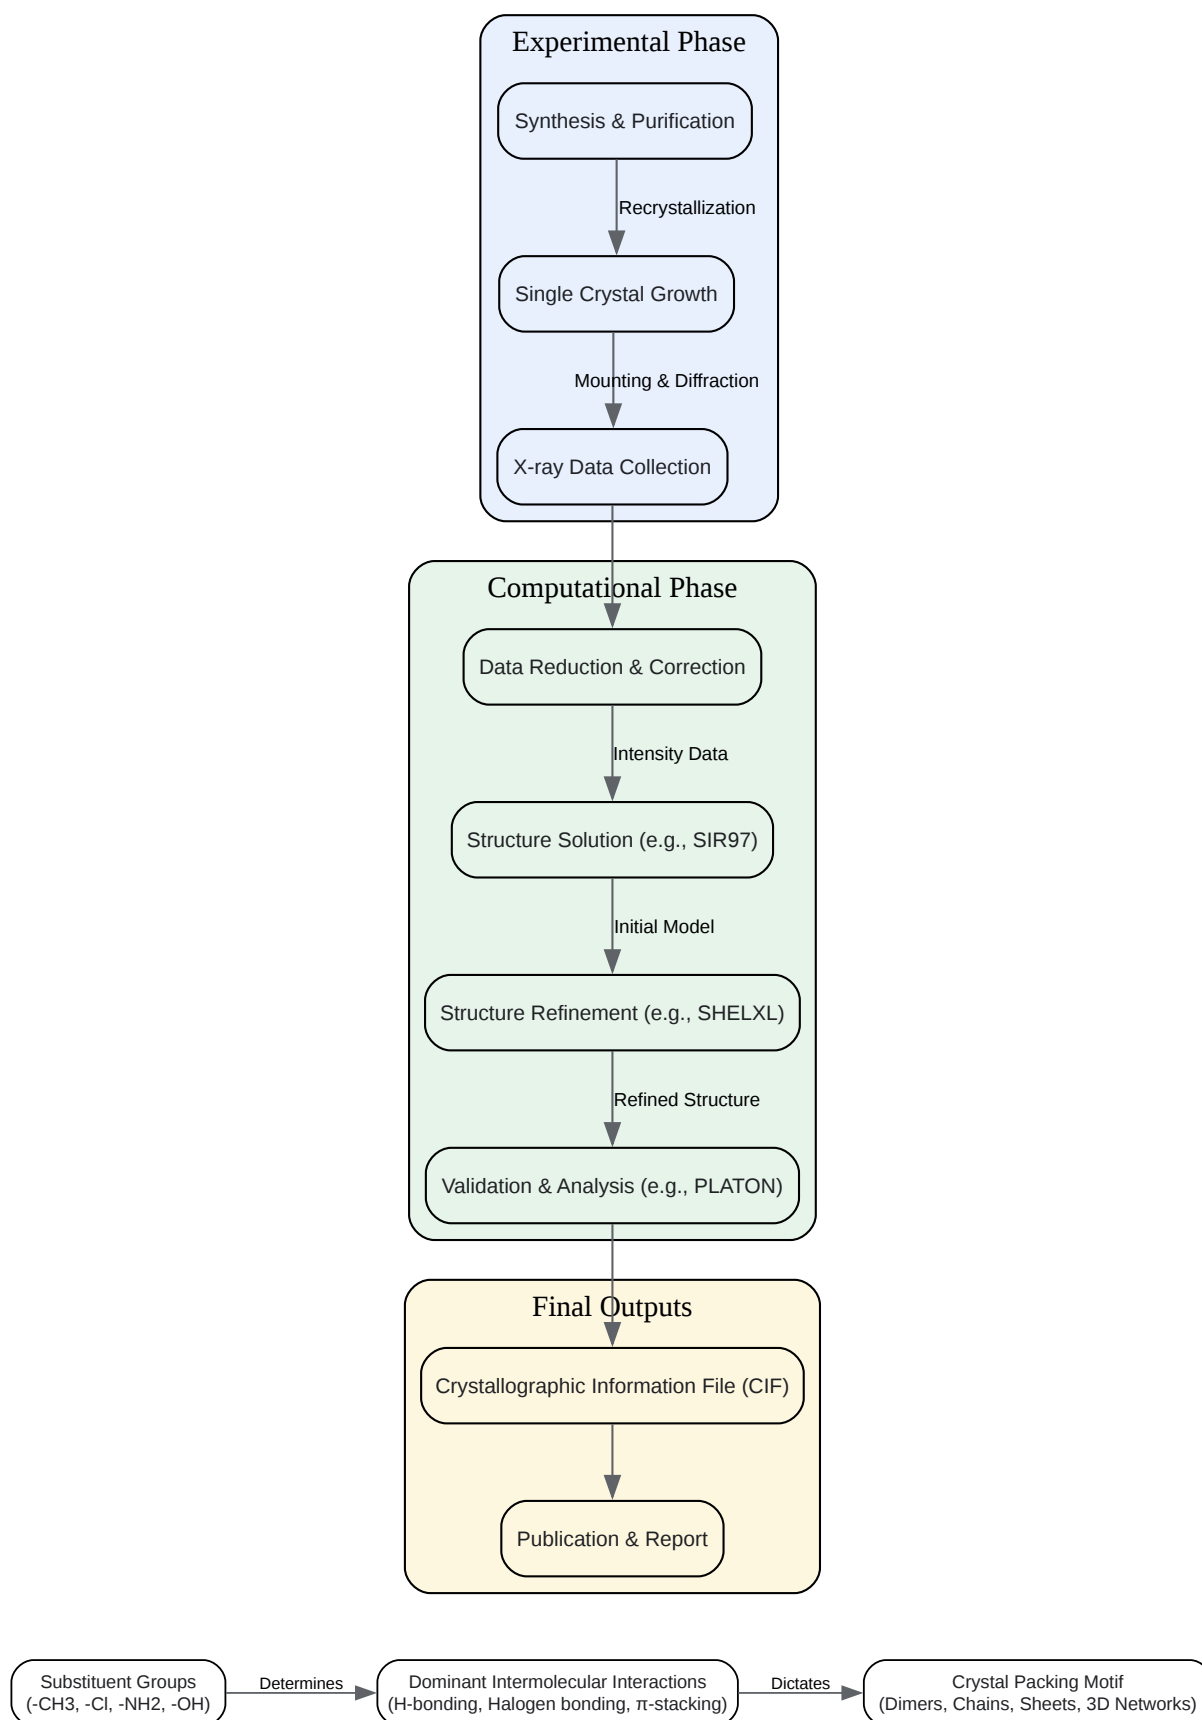 Experimental Phase
Synthesis & Purification
Recrystallization
Single Crystal Growth
Mounting & Diffraction
X-ray Data Collection
Computational Phase
Data Reduction & Correction
Intensity Data
Structure Solution (e.g., SIR97)
Initial Model
Structure Refinement (e.g., SHELXL)
Refined Structure
Validation & Analysis (e.g., PLATON)
Final Outputs
Crystallographic Information File (CIF)
Publication & Report
Substituent Groups
(-CH3, -Cl, -NH2, -OH)
Determines
Dominant Intermolecular Interactions
(H-bonding, Halogen bonding, π-stacking)
Dictates
Crystal Packing Motif
(Dimers, Chains, Sheets, 3D Networks)